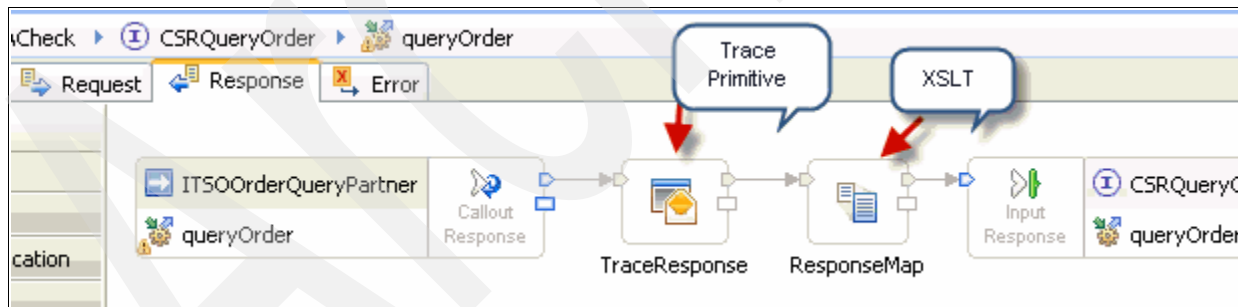 Check CSRQueryOrder queryOrder
Trace
Primitive
XSLT
Request Response Error
ITSOOrderQueryPartner
queryOrder
Callout
Response
Input
Response
CSRQueryO
queryOrder
TraceResponse ResponseMap
cation